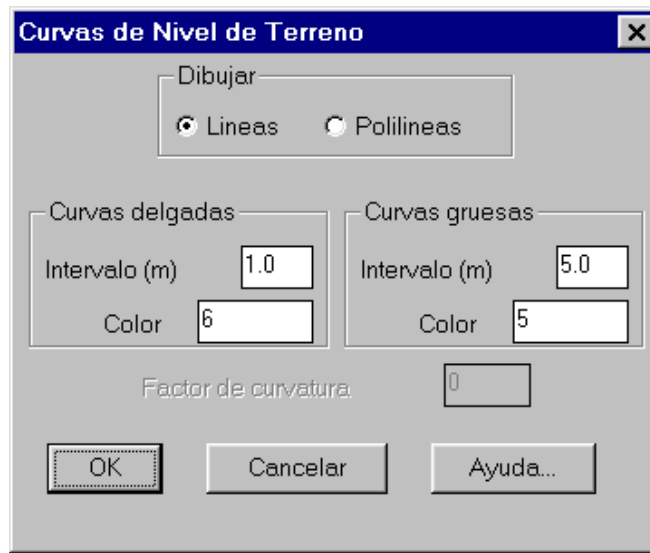 Curvas de Nivel de Terreno
Dibujar
Lineas Polilineas
Curvas delgadas Curvas gruesas
Intervalo (m) 1.0 Intervalo (m) 5.0
Color 6 Color 5
Factor de curvatura 0
OK Cancelar Ayuda...